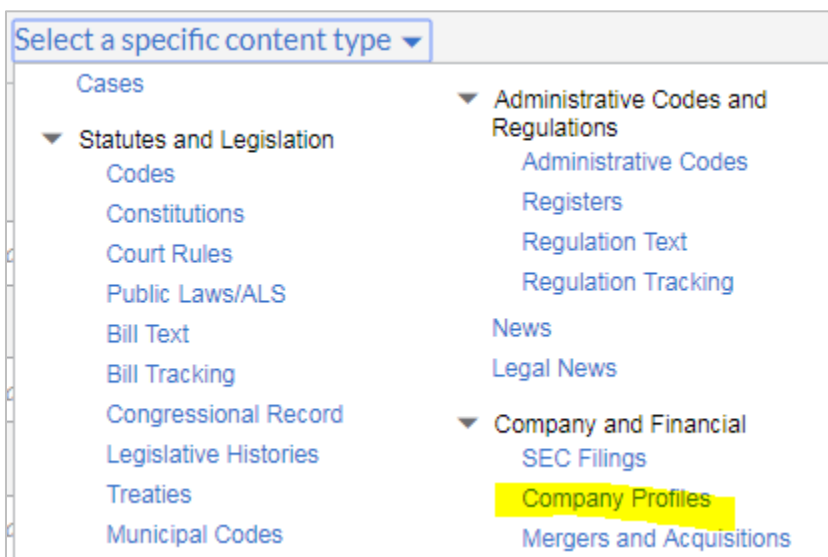 Select a specific content type
Cases
Statutes and Legislation
Codes
Constitutions
Court Rules
Public Laws/ALS
Bill Text
Bill Tracking
Congressional Record
Legislative Histories
Treaties
Municipal Codes
Administrative Codes and
Regulations
Administrative Codes
Registers
Regulation Text
Regulation Tracking
News
Legal News
Company and Financial
SEC Filings
Company Profiles
Mergers and Acquisitions